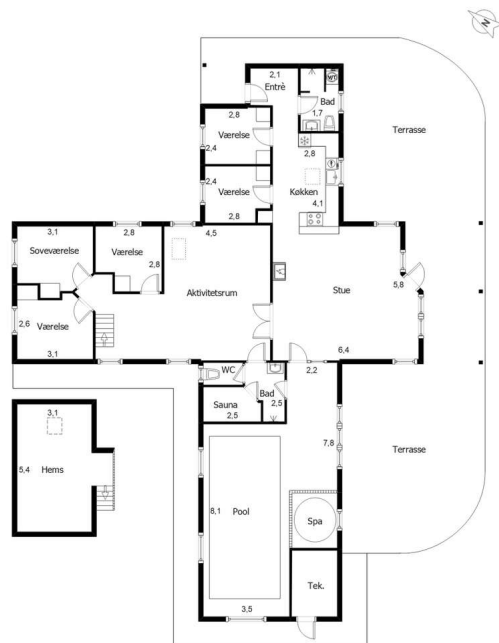 N
2,1
Entrè
Bad
1,7
Terrasse
2,8
Værelse
2,4
2,8
Køkken
4,1
2,4
Værelse
2,8
3,1
Soveværelse
2,8
Værelse
2,8
4,5
Aktivitetsrum
Stue
5,8
6,4
2,6
Værelse
3,1
WC
Bad
2,2
Sauna
2,5
2,5
3,1
5,4
Hems
7,8
Terrasse
8,1
Pool
Spa
Tek.
3,5